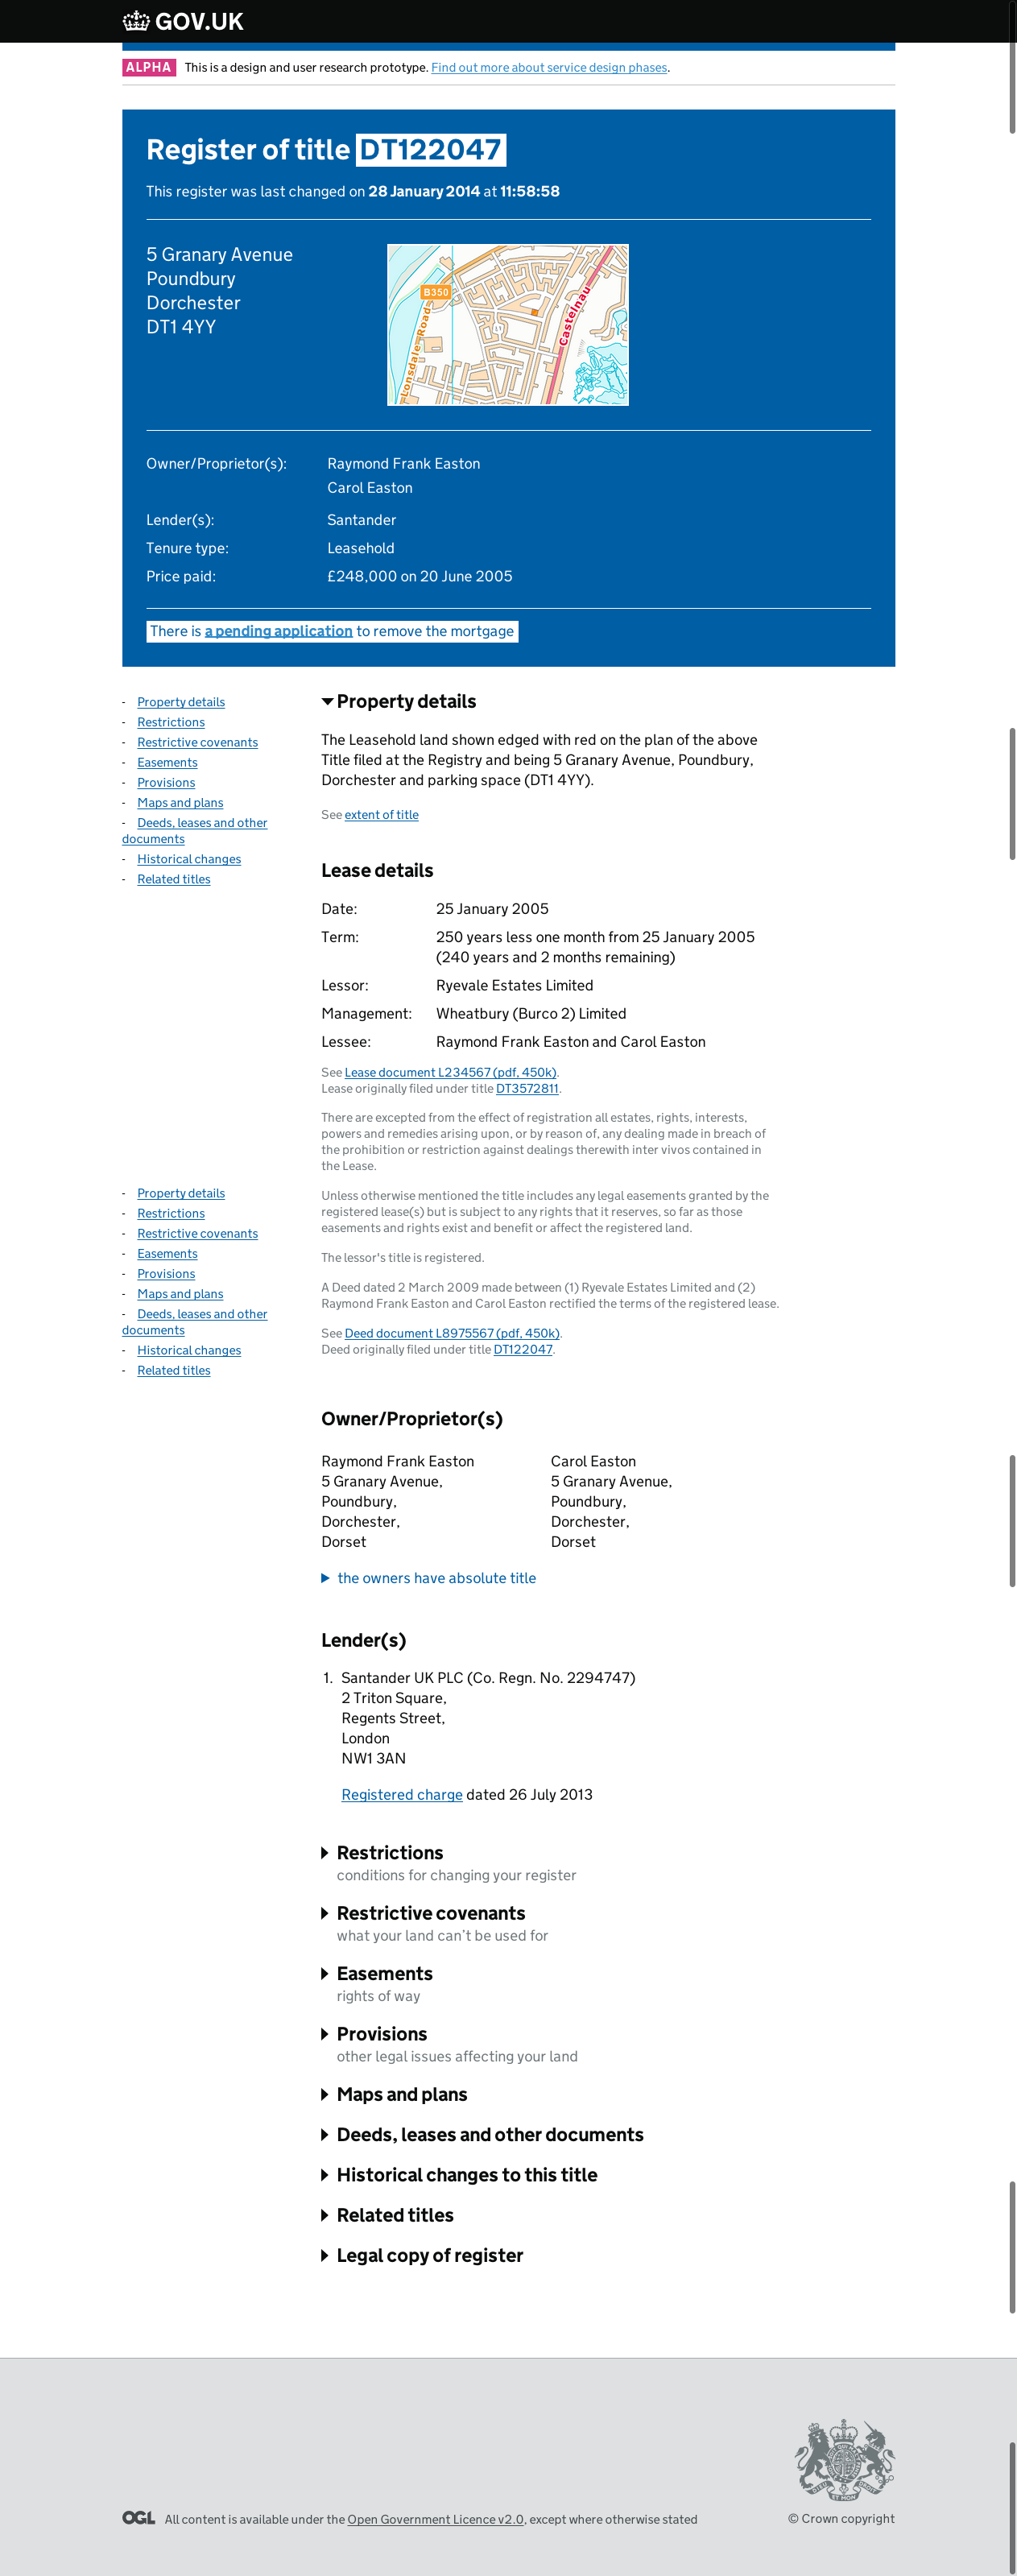 GOV.UK
ALPHA This is a design and user research prototype. Find out more about service design phases.
Register of title DT122047
This register was last changed on 28 January 2014 at 11:58:58
5 Granary Avenue
Poundbury
Dorchester
DT1 4YY
B350
Lonsdale Road
Castelnau
Owner/Proprietor(s): Raymond Frank Easton
Carol Easton
Lender(s): Santander
Tenure type: Leasehold
Price paid: £248,000 on 20 June 2005
There is a pending application to remove the mortgage
- Property details
- Restrictions
- Restrictive covenants
- Easements
- Provisions
- Maps and plans
- Deeds, leases and other
documents
- Historical changes
- Related titles
Property details
The Leasehold land shown edged with red on the plan of the above
Title filed at the Registry and being 5 Granary Avenue, Poundbury,
Dorchester and parking space (DT1 4YY).
See extent of title
Lease details
Date: 25 January 2005
Term: 250 years less one month from 25 January 2005
(240 years and 2 months remaining)
Lessor: Ryevale Estates Limited
Management: Wheatbury (Burco 2) Limited
Lessee: Raymond Frank Easton and Carol Easton
See Lease document L234567 (pdf, 450k).
Lease originally filed under title DT3572811.
There are excepted from the effect of registration all estates, rights, interests,
powers and remedies arising upon, or by reason of, any dealing made in breach of
the prohibition or restriction against dealings therewith inter vivos contained in
the Lease.
- Property details
- Restrictions
- Restrictive covenants
- Easements
- Provisions
- Maps and plans
- Deeds, leases and other
documents
- Historical changes
- Related titles
Unless otherwise mentioned the title includes any legal easements granted by the
registered lease(s) but is subject to any rights that it reserves, so far as those
easements and rights exist and benefit or affect the registered land.
The lessor's title is registered.
A Deed dated 2 March 2009 made between (1) Ryevale Estates Limited and (2)
Raymond Frank Easton and Carol Easton rectified the terms of the registered lease.
See Deed document L8975567 (pdf, 450k).
Deed originally filed under title DT122047.
Owner/Proprietor(s)
Raymond Frank Easton
5 Granary Avenue,
Poundbury,
Dorchester,
Dorset
Carol Easton
5 Granary Avenue,
Poundbury,
Dorchester,
Dorset
the owners have absolute title
Lender(s)
1. Santander UK PLC (Co. Regn. No. 2294747)
2 Triton Square,
Regents Street,
London
NW1 3AN
Registered charge dated 26 July 2013
Restrictions
conditions for changing your register
Restrictive covenants
what your land can’t be used for
Easements
rights of way
Provisions
other legal issues affecting your land
Maps and plans
Deeds, leases and other documents
Historical changes to this title
Related titles
Legal copy of register
OGL All content is available under the Open Government Licence v2.0, except where otherwise stated
© Crown copyright